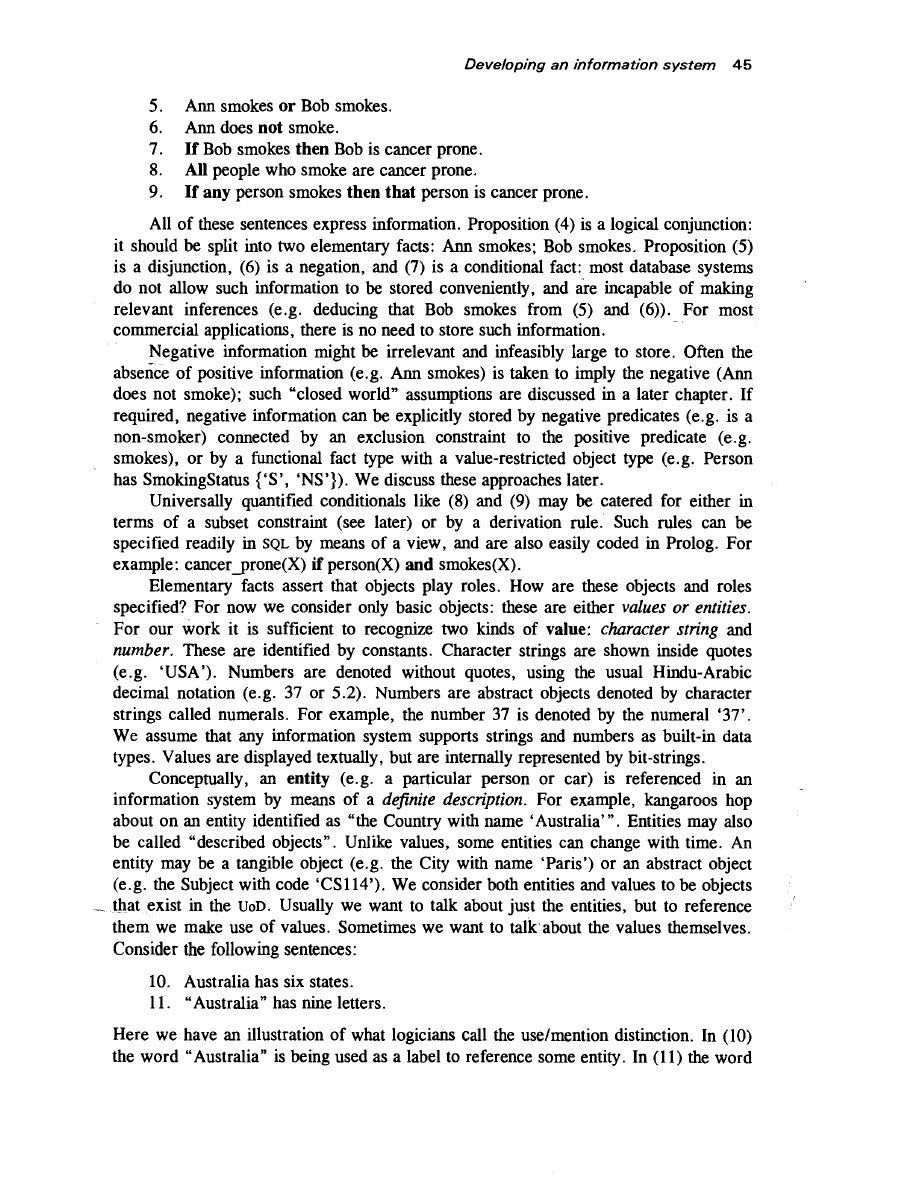 Developing an information system 45
5. Ann smokes or Bob smokes.
6. Ann does not smoke.
7. If Bob smokes then Bob is cancer prone.
8. All people who smoke are cancer prone.
9. If any person smokes then that person is cancer prone.
All of these sentences express information. Proposition (4) is a logical conjunction:
it should be split into two elementary facts: Ann smokes; Bob smokes. Proposition (5)
is a disjunction, (6) is a negation, and (7) is a conditional fact: most database systems
do not allow such information to be stored conveniently, and are incapable of making
relevant inferences (e.g. deducing that Bob smokes from (5) and (6)). For most
commercial applications, there is no need to store such information.
Negative information might be irrelevant and infeasibly large to store. Often the
absence of positive information (e.g. Ann smokes) is taken to imply the negative (Ann
does not smoke); such “closed world” assumptions are discussed in a later chapter. If
required, negative information can be explicitly stored by negative predicates (e.g. is a
non-smoker) connected by an exclusion constraint to the positive predicate (e.g.
smokes), or by a functional fact type with a value-restricted object type (e.g. Person
has SmokingStatus {‘S’, ‘NS’}). We discuss these approaches later.
Universally quantified conditionals like (8) and (9) may be catered for either in
terms of a subset constraint (see later) or by a derivation rule. Such rules can be
specified readily in SQL by means of a view, and are also easily coded in Prolog. For
example: cancer_prone(X) if person(X) and smokes(X).
Elementary facts assert that objects play roles. How are these objects and roles
specified? For now we consider only basic objects: these are either values or entities.
For our work it is sufficient to recognize two kinds of value: character string and
number. These are identified by constants. Character strings are shown inside quotes
(e.g. ‘USA’). Numbers are denoted without quotes, using the usual Hindu-Arabic
decimal notation (e.g. 37 or 5.2). Numbers are abstract objects denoted by character
strings called numerals. For example, the number 37 is denoted by the numeral ‘37’.
We assume that any information system supports strings and numbers as built-in data
types. Values are displayed textually, but are internally represented by bit-strings.
Conceptually, an entity (e.g. a particular person or car) is referenced in an
information system by means of a definite description. For example, kangaroos hop
about on an entity identified as “the Country with name ‘Australia’”. Entities may also
be called “described objects”. Unlike values, some entities can change with time. An
entity may be a tangible object (e.g. the City with name ‘Paris’) or an abstract object
(e.g. the Subject with code ‘CS114’). We consider both entities and values to be objects
that exist in the UoD. Usually we want to talk about just the entities, but to reference
them we make use of values. Sometimes we want to talk about the values themselves.
Consider the following sentences:
10. Australia has six states.
11. “Australia” has nine letters.
Here we have an illustration of what logicians call the use/mention distinction. In (10)
the word “Australia” is being used as a label to reference some entity. In (11) the word